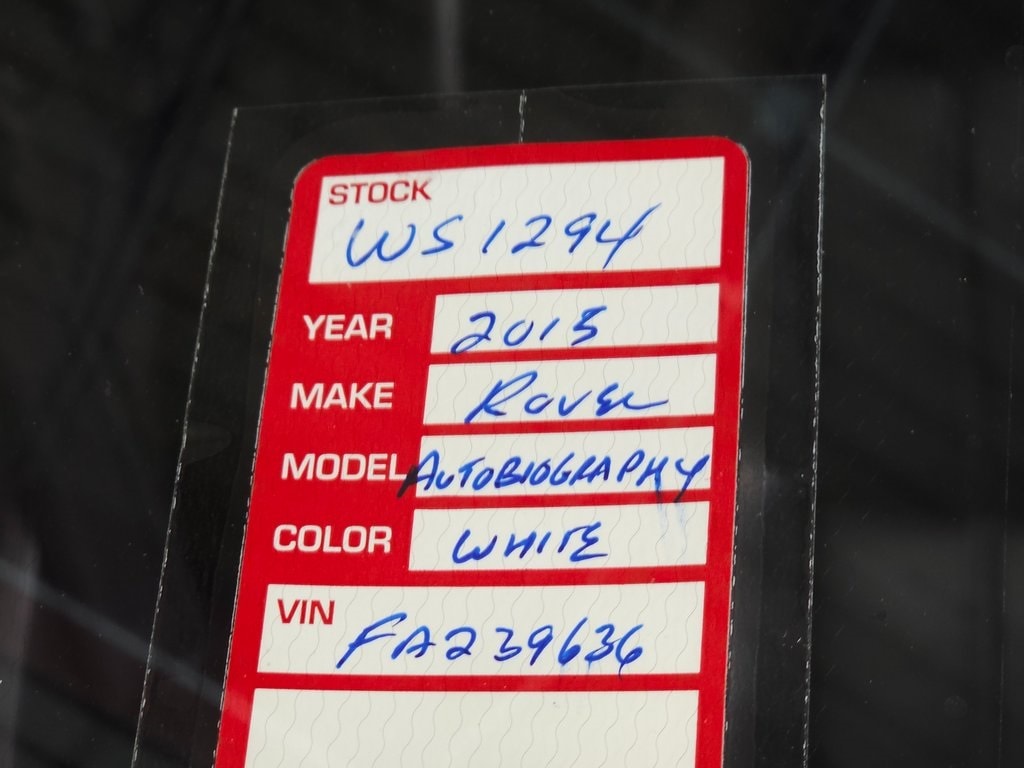 STOCK
WS1294
YEAR 2015
MAKE Rover
MODEL AUTOBIOGRAPHY
COLOR WHITE
VIN
FA239636